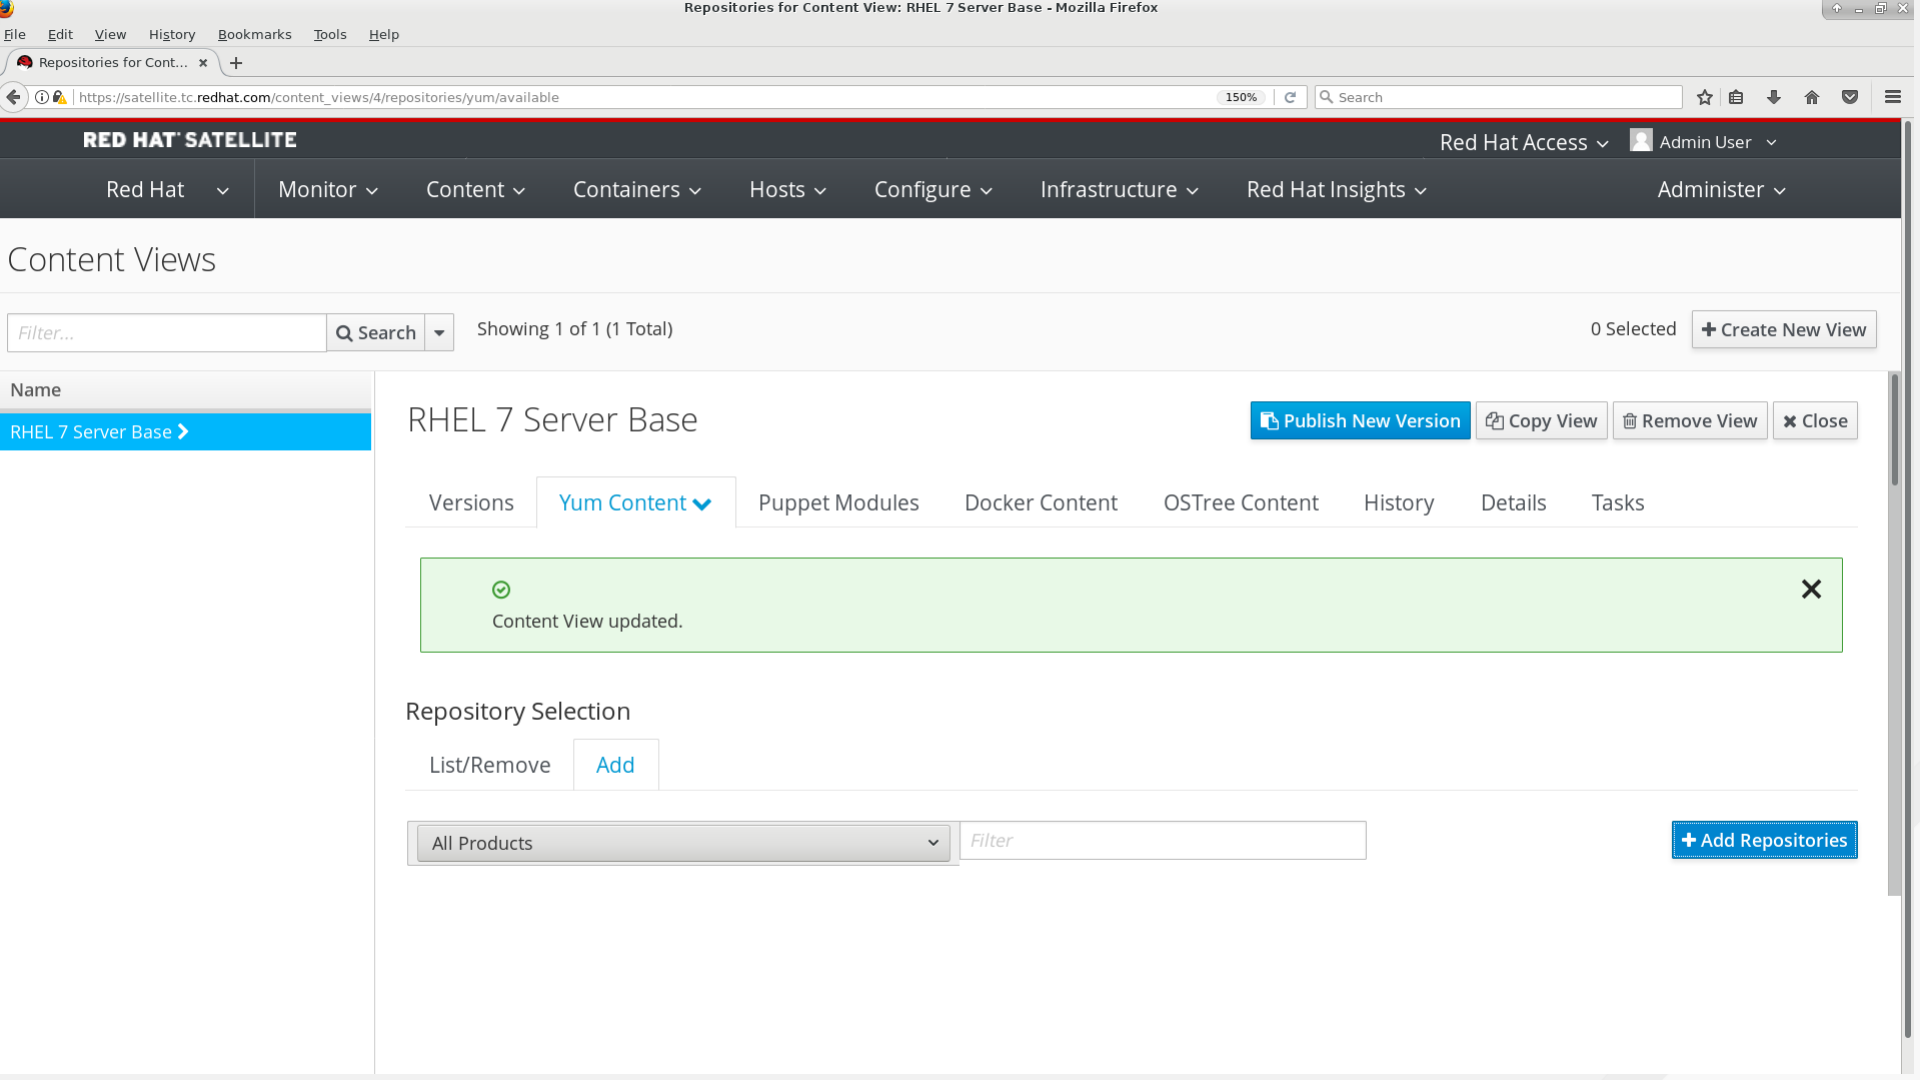 Repositories for Content View: RHEL 7 Server Base - Mozilla Firefox
File Edit View History Bookmarks Tools Help
Repositories for Cont...
https://satellite.tc.redhat.com/content_views/4/repositories/yum/available 150% Search
RED HAT SATELLITE Red Hat Access Admin User
Red Hat Monitor Content Containers Hosts Configure Infrastructure Red Hat Insights Administer
Content Views
Filter... Search Showing 1 of 1 (1 Total) 0 Selected Create New View
Name
RHEL 7 Server Base
RHEL 7 Server Base Publish New Version Copy View Remove View Close
Versions Yum Content Puppet Modules Docker Content OSTree Content History Details Tasks
Content View updated.
Repository Selection
List/Remove Add
All Products Filter + Add Repositories